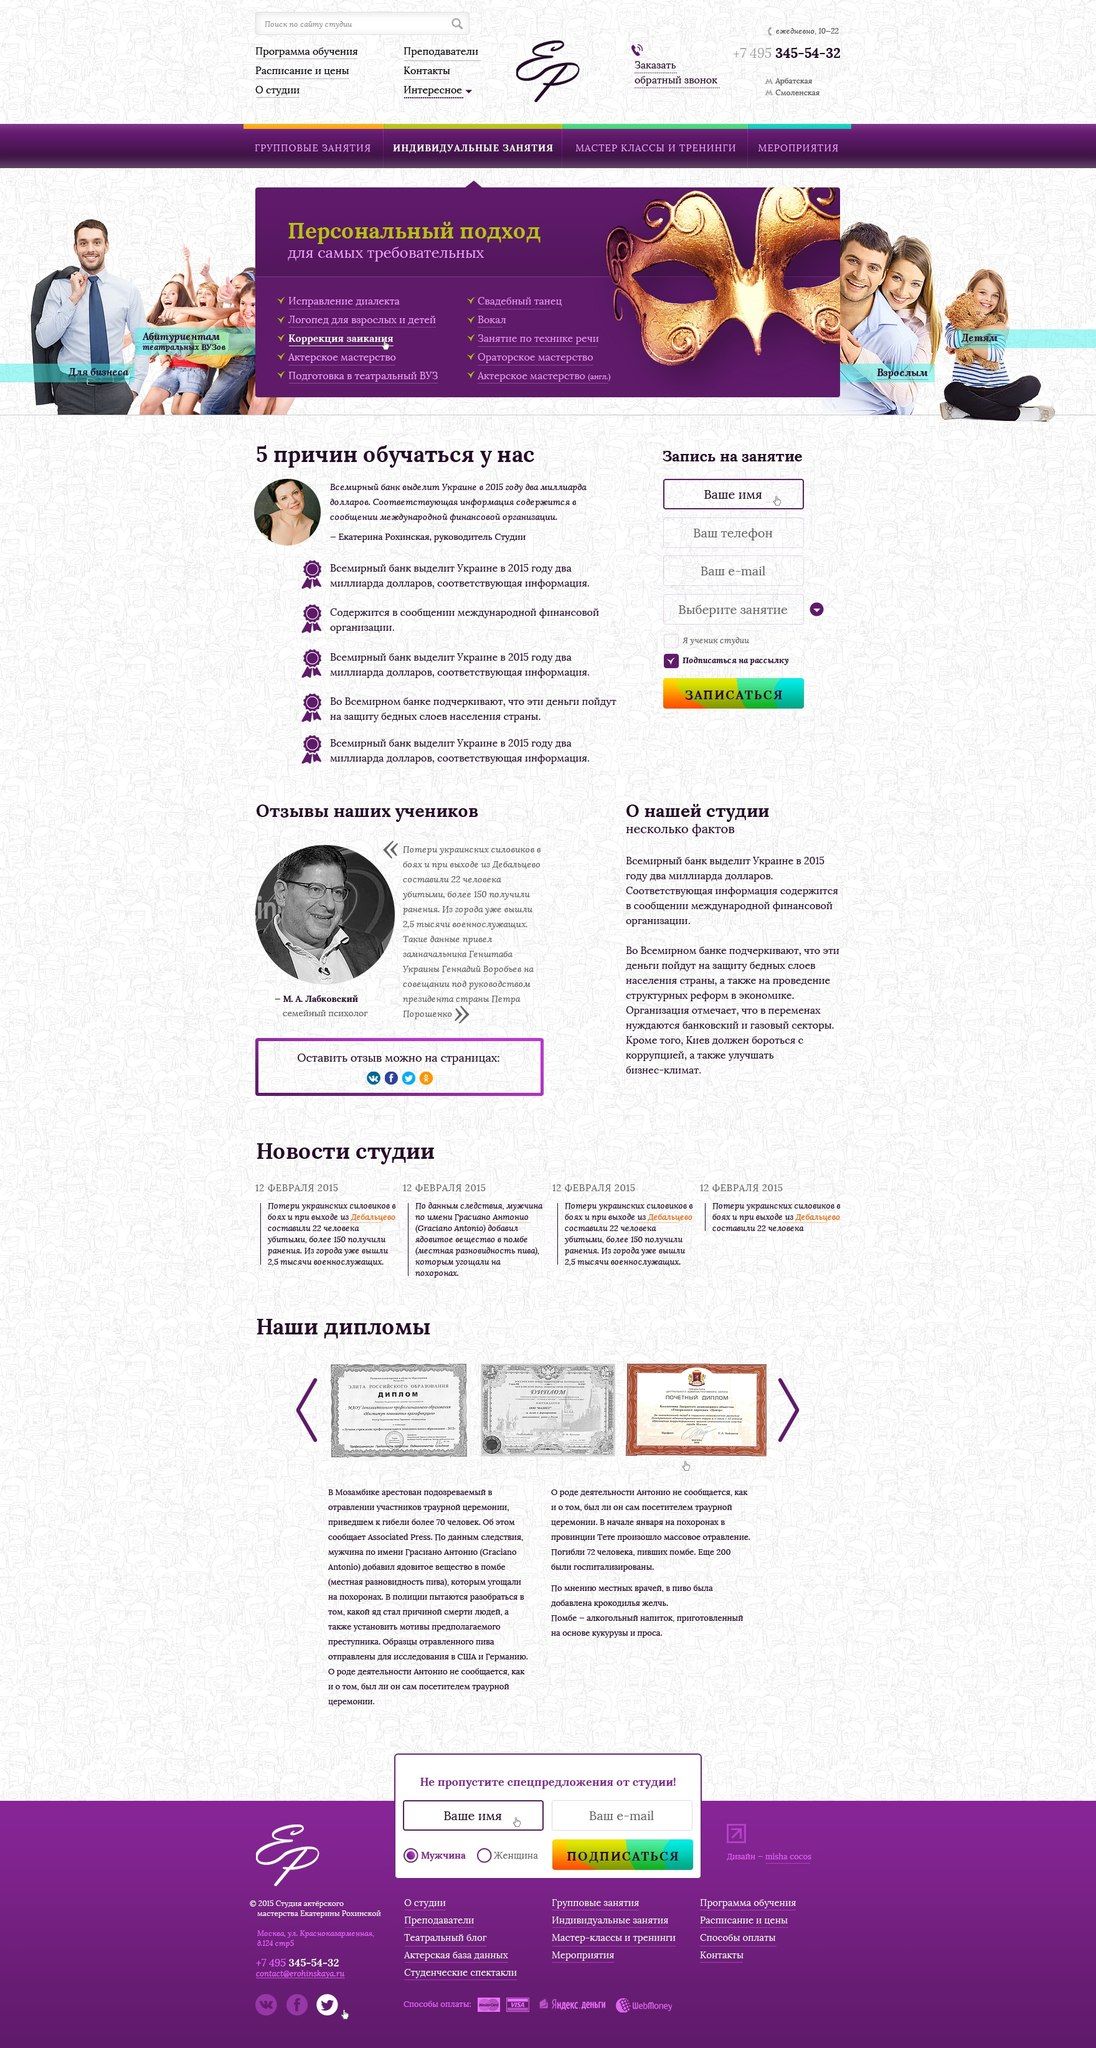 Поиск по сайту студии
Программа обучения
Расписание и цены
О студии
Преподаватели
Контакты
Интересное
ЕР
Заказать
обратный звонок
ежедневно, 10—22
+7 495 345-54-32
Арбатская
Смоленская
ГРУППОВЫЕ ЗАНЯТИЯ
ИНДИВИДУАЛЬНЫЕ ЗАНЯТИЯ
МАСТЕР КЛАССЫ И ТРЕНИНГИ
МЕРОПРИЯТИЯ
Персональный подход
для самых требовательных
Исправление диалекта
Логопед для взрослых и детей
Коррекция заикания
Актерское мастерство
Подготовка в театральный ВУЗ
Свадебный танец
Вокал
Занятие по технике речи
Ораторское мастерство
Актерское мастерство (англ.)
Абитуриентам
театральных ВУЗов
Для бизнеса
Взрослым
Детям
5 причин обучаться у нас
Всемирный банк выделит Украине в 2015 году два миллиарда
долларов. Соответствующая информация содержится в
сообщении международной финансовой организации.
— Екатерина Рохинская, руководитель Студии
Всемирный банк выделит Украине в 2015 году два
миллиарда долларов, соответствующая информация.
Содержится в сообщении международной финансовой
организации.
Всемирный банк выделит Украине в 2015 году два
миллиарда долларов, соответствующая информация.
Во Всемирном банке подчеркивают, что эти деньги пойдут
на защиту бедных слоев населения страны.
Всемирный банк выделит Украине в 2015 году два
миллиарда долларов, соответствующая информация.
Запись на занятие
Ваше имя
Ваш телефон
Ваш e-mail
Выберите занятие
Я ученик студии
Подписаться на рассылку
ЗАПИСАТЬСЯ
Отзывы наших учеников
Потери украинских силовиков в
боях и при выходе из Дебальцево
составили 22 человека
убитыми, более 150 получили
ранения. Из города уже вышли
2,5 тысячи военнослужащих.
Такие данные привел
замначальника Генштаба
Украины Геннадий Воробьев на
совещании под руководством
президента страны Петра
Порошенко
— М. А. Лабковский
семейный психолог
Оставить отзыв можно на страницах:
О нашей студии
несколько фактов
Всемирный банк выделит Украине в 2015
году два миллиарда долларов.
Соответствующая информация содержится
в сообщении международной финансовой
организации.
Во Всемирном банке подчеркивают, что эти
деньги пойдут на защиту бедных слоев
населения страны, а также на проведение
структурных реформ в экономике.
Организация отмечает, что в переменах
нуждаются банковский и газовый секторы.
Кроме того, Киев должен бороться с
коррупцией, а также улучшать
бизнес-климат.
Новости студии
12 ФЕВРАЛЯ 2015
Потери украинских силовиков в
боях и при выходе из Дебальцево
составили 22 человека
убитыми, более 150 получили
ранения. Из города уже вышли
2,5 тысячи военнослужащих.
12 ФЕВРАЛЯ 2015
По данным следствия, мужчина
по имени Грасиано Антонио
(Graciano Antonio) добавил
ядовитое вещество в помбе
(местная разновидность пива),
которым угощали на
похоронах.
12 ФЕВРАЛЯ 2015
Потери украинских силовиков в
боях и при выходе из Дебальцево
составили 22 человека
убитыми, более 150 получили
ранения. Из города уже вышли
2,5 тысячи военнослужащих.
12 ФЕВРАЛЯ 2015
Потери украинских силовиков в
боях и при выходе из Дебальцево
составили 22 человека
Наши дипломы
ЭЛИТА РОССИЙСКОГО ОБРАЗОВАНИЯ
ДИПЛОМ
ДИПЛОМ
ПОЧЕТНЫЙ ДИПЛОМ
В Мозамбике арестован подозреваемый в
отравлении участников траурной церемонии,
приведшем к гибели более 70 человек. Об этом
сообщает Associated Press. По данным следствия,
мужчина по имени Грасиано Антонио (Graciano
Antonio) добавил ядовитое вещество в помбе
(местная разновидность пива), которым угощали
на похоронах. В полиции пытаются разобраться в
том, какой яд стал причиной смерти людей, а
также установить мотивы предполагаемого
преступника. Образцы отравленного пива
отправлены для исследования в США и Германию.
О роде деятельности Антонио не сообщается, как
и о том, был ли он сам посетителем траурной
церемонии.
О роде деятельности Антонио не сообщается, как
и о том, был ли он сам посетителем траурной
церемонии. В начале января на похоронах в
провинции Тете произошло массовое отравление.
Погибли 72 человека, пивших помбе. Еще 200
были госпитализированы.
По мнению местных врачей, в пиво была
добавлена крокодилья желчь.
Помбе — алкогольный напиток, приготовленный
на основе кукурузы и проса.
Не пропустите спецпредложения от студии!
Ваше имя
Ваш e-mail
Мужчина
Женщина
ПОДПИСАТЬСЯ
ЕР
Дизайн — misha cocos
© 2015 Студия актёрского
мастерства Екатерины Рохинской
Москва, ул. Красноказарменная,
д.124 стр5
+7 495 345-54-32
contact@erohinskaya.ru
О студии
Преподаватели
Театральный блог
Актерская база данных
Студенческие спектакли
Групповые занятия
Индивидуальные занятия
Мастер-классы и тренинги
Мероприятия
Программа обучения
Расписание и цены
Способы оплаты
Контакты
Способы оплаты:
MasterCard
VISA
Яндекс.деньги
WebMoney